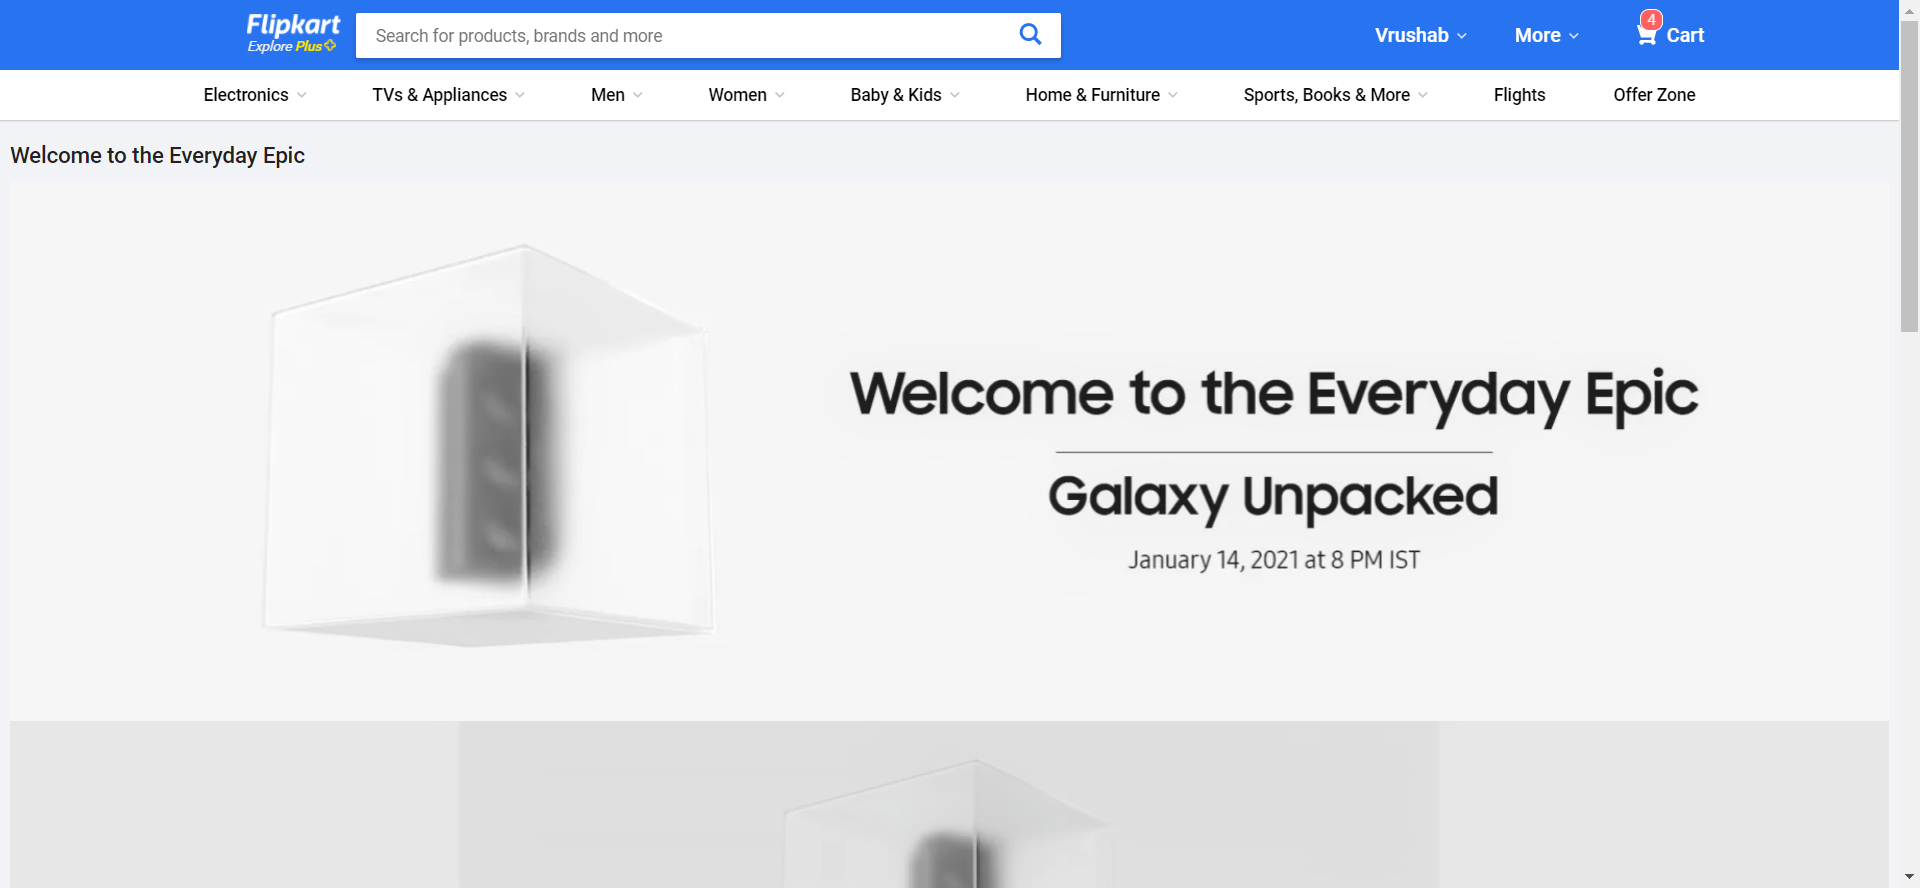 Flipkart
Explore Plus
Search for products, brands and more
Vrushab
More
4
Cart
Electronics
TVs & Appliances
Men
Women
Baby & Kids
Home & Furniture
Sports, Books & More
Flights
Offer Zone
Welcome to the Everyday Epic
Welcome to the Everyday Epic
Galaxy Unpacked
January 14, 2021 at 8 PM IST